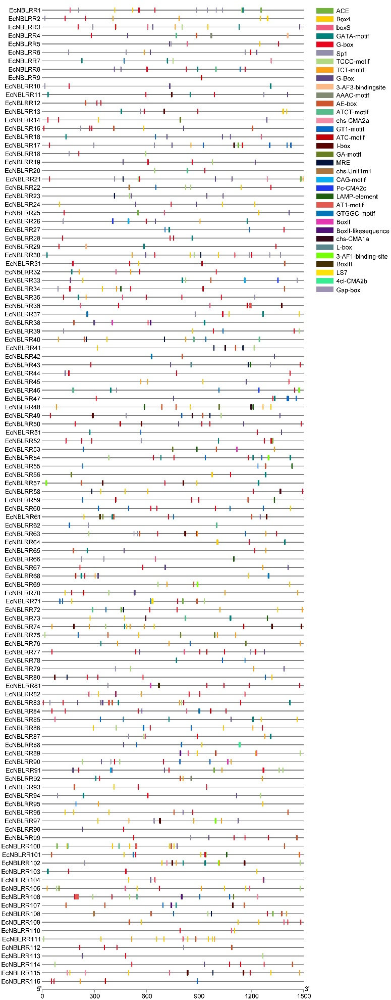 EcNBLRR1
EcNBLRR2
EcNBLRR3
EcNBLRR4
EcNBLRR5
EcNBLRR6
EcNBLRR7
EcNBLRR8
EcNBLRR9
EcNBLRR10
EcNBLRR11
EcNBLRR12
EcNBLRR13
EcNBLRR14
EcNBLRR15
EcNBLRR16
EcNBLRR17
EcNBLRR18
EcNBLRR19
EcNBLRR20
EcNBLRR21
EcNBLRR22
EcNBLRR23
EcNBLRR24
EcNBLRR25
EcNBLRR26
EcNBLRR27
EcNBLRR28
EcNBLRR29
EcNBLRR30
EcNBLRR31
EcNBLRR32
EcNBLRR33
EcNBLRR34
EcNBLRR35
EcNBLRR36
EcNBLRR37
EcNBLRR38
EcNBLRR39
EcNBLRR40
EcNBLRR41
EcNBLRR42
EcNBLRR43
EcNBLRR44
EcNBLRR45
EcNBLRR46
EcNBLRR47
EcNBLRR48
EcNBLRR49
EcNBLRR50
EcNBLRR51
EcNBLRR52
EcNBLRR53
EcNBLRR54
EcNBLRR55
EcNBLRR56
EcNBLRR57
EcNBLRR58
EcNBLRR59
EcNBLRR60
EcNBLRR61
EcNBLRR62
EcNBLRR63
EcNBLRR64
EcNBLRR65
EcNBLRR66
EcNBLRR67
EcNBLRR68
EcNBLRR69
EcNBLRR70
EcNBLRR71
EcNBLRR72
EcNBLRR73
EcNBLRR74
EcNBLRR75
EcNBLRR76
EcNBLRR77
EcNBLRR78
EcNBLRR79
EcNBLRR80
EcNBLRR81
EcNBLRR82
EcNBLRR83
EcNBLRR84
EcNBLRR85
EcNBLRR86
EcNBLRR87
EcNBLRR88
EcNBLRR89
EcNBLRR90
EcNBLRR91
EcNBLRR92
EcNBLRR93
EcNBLRR94
EcNBLRR95
EcNBLRR96
EcNBLRR97
EcNBLRR98
EcNBLRR99
EcNBLRR100
EcNBLRR101
EcNBLRR102
EcNBLRR103
EcNBLRR104
EcNBLRR105
EcNBLRR106
EcNBLRR107
EcNBLRR108
EcNBLRR109
EcNBLRR110
EcNBLRR111
EcNBLRR112
EcNBLRR113
EcNBLRR114
EcNBLRR115
EcNBLRR116
5' 3'
0 300 600 900 1200 1500
ACE
Box4
boxS
GATA-motif
G-box
Sp1
TCCC-motif
TCT-motif
G-Box
3-AF3-bindingsite
AAAC-motif
AE-box
ATCT-motif
chs-CMA2a
GT1-motif
ATC-motif
I-box
GA-motif
MRE
chs-Unit1m1
CAG-motif
Pc-CMA2c
LAMP-element
AT1-motif
GTGGC-motif
BoxII
BoxII-likesequence
chs-CMA1a
L-box
3-AF1-binding-site
BoxIII
LS7
4cl-CMA2b
Gap-box